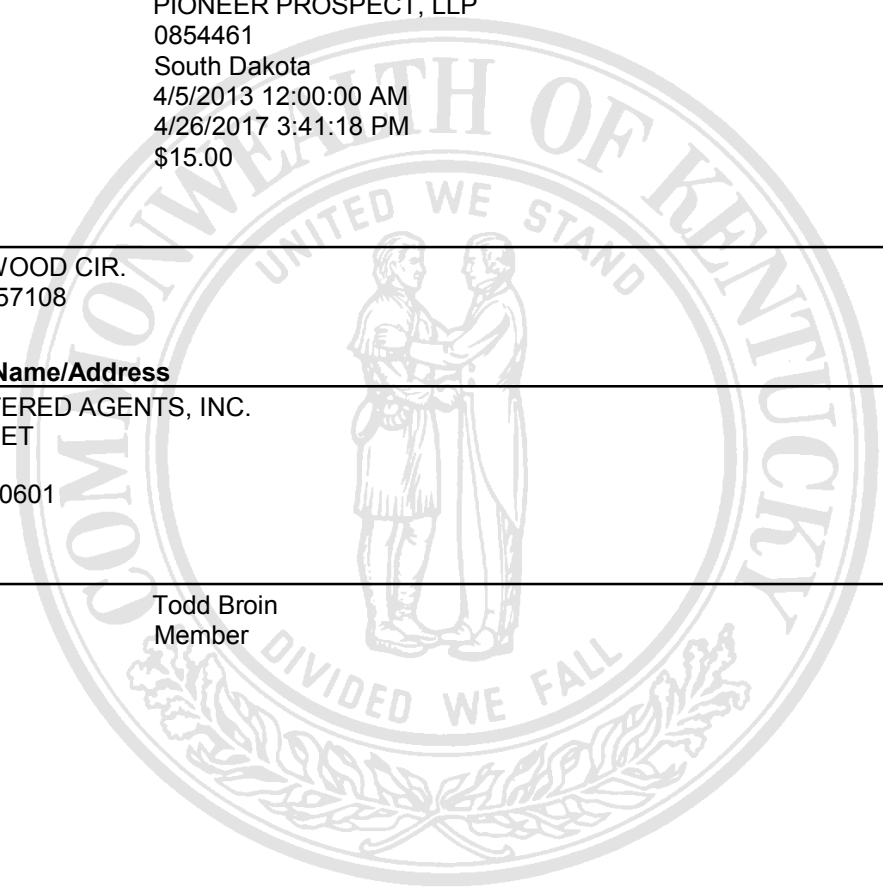 PIONEER PROSPECT, LLP
0854461
South Dakota
4/5/2013 12:00:00 AM
4/26/2017 3:41:18 PM
$15.00
WOOD CIR.
57108
Name/Address
TERED AGENTS, INC.
ET
0601
Todd Broin
Member
COMMONWEALTH OF KENTUCKY
UNITED WE STAND
DIVIDED WE FALL